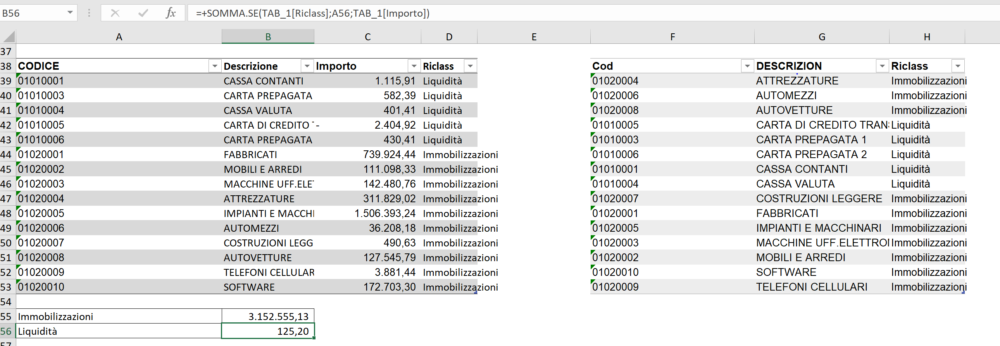 B56 fx =+SOMMA.SE(TAB_1[Riclass];A56;TAB_1[Importo])
A B C D E F G H
37
38 CODICE Descrizione Importo Riclass Cod DESCRIZION Riclass
39 01010001 CASSA CONTANTI 1.115,91 Liquidità 01020004 ATTREZZATURE Immobilizzazioni
40 01010003 CARTA PREPAGATA 582,39 Liquidità 01020006 AUTOMEZZI Immobilizzazioni
41 01010004 CASSA VALUTA 401,41 Liquidità 01020008 AUTOVETTURE Immobilizzazioni
42 01010005 CARTA DI CREDITO - 2.404,92 Liquidità 01010005 CARTA DI CREDITO TRAN Liquidità
43 01010006 CARTA PREPAGATA 430,41 Liquidità 01010003 CARTA PREPAGATA 1 Liquidità
44 01020001 FABBRICATI 739.924,44 Immobilizzazioni 01010006 CARTA PREPAGATA 2 Liquidità
45 01020002 MOBILI E ARREDI 111.098,33 Immobilizzazioni 01010001 CASSA CONTANTI Liquidità
46 01020003 MACCHINE UFF.ELE 142.480,76 Immobilizzazioni 01010004 CASSA VALUTA Liquidità
47 01020004 ATTREZZATURE 311.829,02 Immobilizzazioni 01020007 COSTRUZIONI LEGGERE Immobilizzazioni
48 01020005 IMPIANTI E MACCHI 1.506.393,24 Immobilizzazioni 01020001 FABBRICATI Immobilizzazioni
49 01020006 AUTOMEZZI 36.208,18 Immobilizzazioni 01020005 IMPIANTI E MACCHINARI Immobilizzazioni
50 01020007 COSTRUZIONI LEGG 490,63 Immobilizzazioni 01020003 MACCHINE UFF.ELETTRO Immobilizzazioni
51 01020008 AUTOVETTURE 127.545,79 Immobilizzazioni 01020002 MOBILI E ARREDI Immobilizzazioni
52 01020009 TELEFONI CELLULAR 3.881,44 Immobilizzazioni 01020010 SOFTWARE Immobilizzazioni
53 01020010 SOFTWARE 172.703,30 Immobilizzazioni 01020009 TELEFONI CELLULARI Immobilizzazioni
54
55 Immobilizzazioni 3.152.555,13
56 Liquidità 125,20
57